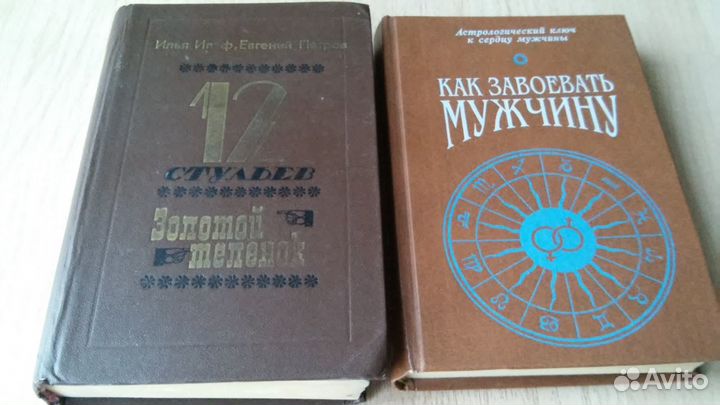 Илья Ильф, Евгений Петров
12
СТУЛЬЕВ
Золотой
теленок
Астрологический ключ
к сердцу мужчины
КАК ЗАВОЕВАТЬ
МУЖЧИНУ
Avito